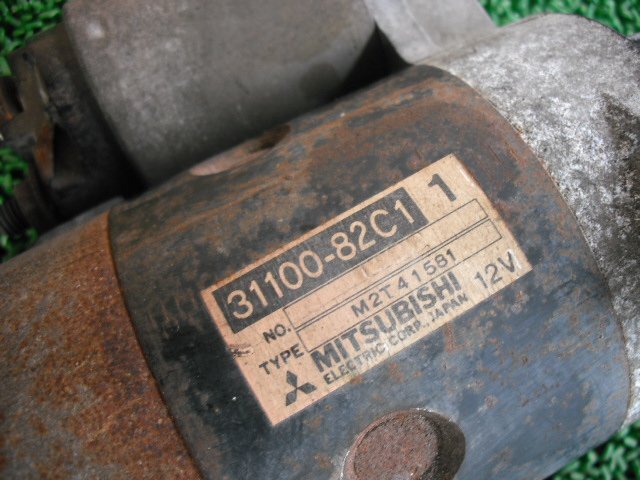 31100-82C1 1
NO.
TYPE M2T41581
MITSUBISHI 12V
ELECTRIC CORP., JAPAN